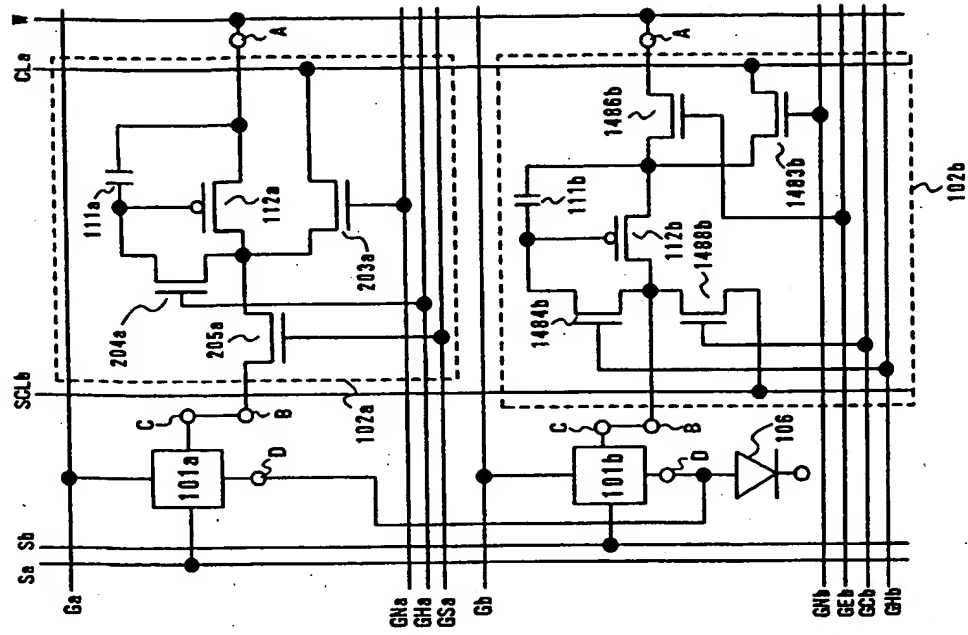 W
CLa
SCLb
Sb
Sa
Ga
111a
A
112a
204a
205a
203a
C
B
101a
D
102a
GNa
GHa
GSa
Gb
A
1486b
111b
112b
1484b
1488b
1483b
C
B
101b
D
106
102b
GNb
GEb
GCb
GHb